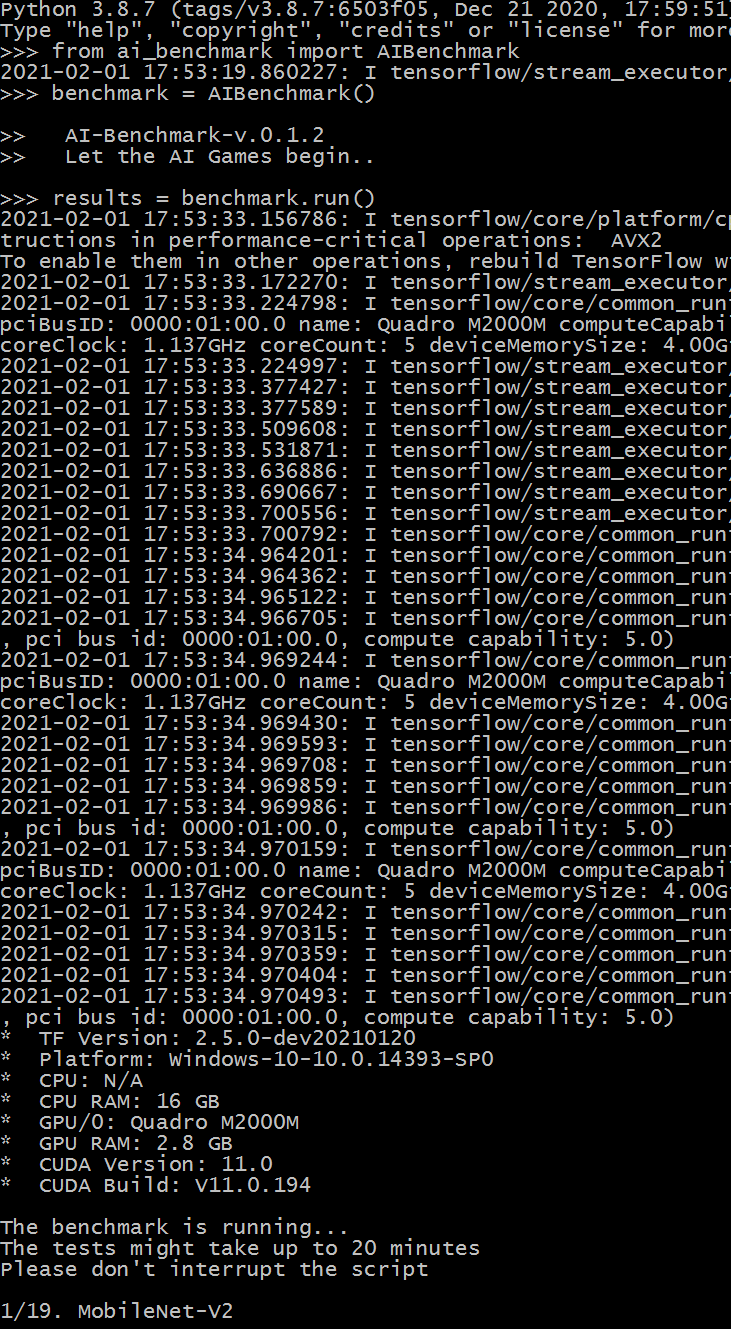 Python 3.8.7 (tags/v3.8.7:6503f05, Dec 21 2020, 17:59:51)
Type "help", "copyright", "credits" or "license" for more
>>> from ai_benchmark import AIBenchmark
2021-02-01 17:53:19.860227: I tensorflow/stream_executor/
>>> benchmark = AIBenchmark()
>> AI-Benchmark-v.0.1.2
>> Let the AI Games begin..
>>> results = benchmark.run()
2021-02-01 17:53:33.156786: I tensorflow/core/platform/cp
tructions in performance-critical operations: AVX2
To enable them in other operations, rebuild TensorFlow wi
2021-02-01 17:53:33.172270: I tensorflow/stream_executor/
2021-02-01 17:53:33.224798: I tensorflow/core/common_runt
pciBusID: 0000:01:00.0 name: Quadro M2000M computeCapabil
coreClock: 1.137GHz coreCount: 5 deviceMemorySize: 4.00G
2021-02-01 17:53:33.224997: I tensorflow/stream_executor/
2021-02-01 17:53:33.377427: I tensorflow/stream_executor/
2021-02-01 17:53:33.377589: I tensorflow/stream_executor/
2021-02-01 17:53:33.509608: I tensorflow/stream_executor/
2021-02-01 17:53:33.531871: I tensorflow/stream_executor/
2021-02-01 17:53:33.636886: I tensorflow/stream_executor/
2021-02-01 17:53:33.690667: I tensorflow/stream_executor/
2021-02-01 17:53:33.700556: I tensorflow/stream_executor/
2021-02-01 17:53:33.700792: I tensorflow/core/common_runt
2021-02-01 17:53:34.964201: I tensorflow/core/common_runt
2021-02-01 17:53:34.964362: I tensorflow/core/common_runt
2021-02-01 17:53:34.965122: I tensorflow/core/common_runt
2021-02-01 17:53:34.966705: I tensorflow/core/common_runt
, pci bus id: 0000:01:00.0, compute capability: 5.0)
2021-02-01 17:53:34.969244: I tensorflow/core/common_runt
pciBusID: 0000:01:00.0 name: Quadro M2000M computeCapabil
coreClock: 1.137GHz coreCount: 5 deviceMemorySize: 4.00G
2021-02-01 17:53:34.969430: I tensorflow/core/common_runt
2021-02-01 17:53:34.969593: I tensorflow/core/common_runt
2021-02-01 17:53:34.969708: I tensorflow/core/common_runt
2021-02-01 17:53:34.969859: I tensorflow/core/common_runt
2021-02-01 17:53:34.969986: I tensorflow/core/common_runt
, pci bus id: 0000:01:00.0, compute capability: 5.0)
2021-02-01 17:53:34.970159: I tensorflow/core/common_runt
pciBusID: 0000:01:00.0 name: Quadro M2000M computeCapabil
coreClock: 1.137GHz coreCount: 5 deviceMemorySize: 4.00G
2021-02-01 17:53:34.970242: I tensorflow/core/common_runt
2021-02-01 17:53:34.970315: I tensorflow/core/common_runt
2021-02-01 17:53:34.970359: I tensorflow/core/common_runt
2021-02-01 17:53:34.970404: I tensorflow/core/common_runt
2021-02-01 17:53:34.970493: I tensorflow/core/common_runt
, pci bus id: 0000:01:00.0, compute capability: 5.0)
* TF Version: 2.5.0-dev20210120
* Platform: Windows-10-10.0.14393-SP0
* CPU: N/A
* CPU RAM: 16 GB
* GPU/0: Quadro M2000M
* GPU RAM: 2.8 GB
* CUDA Version: 11.0
* CUDA Build: V11.0.194
The benchmark is running...
The tests might take up to 20 minutes
Please don't interrupt the script
1/19. MobileNet-V2